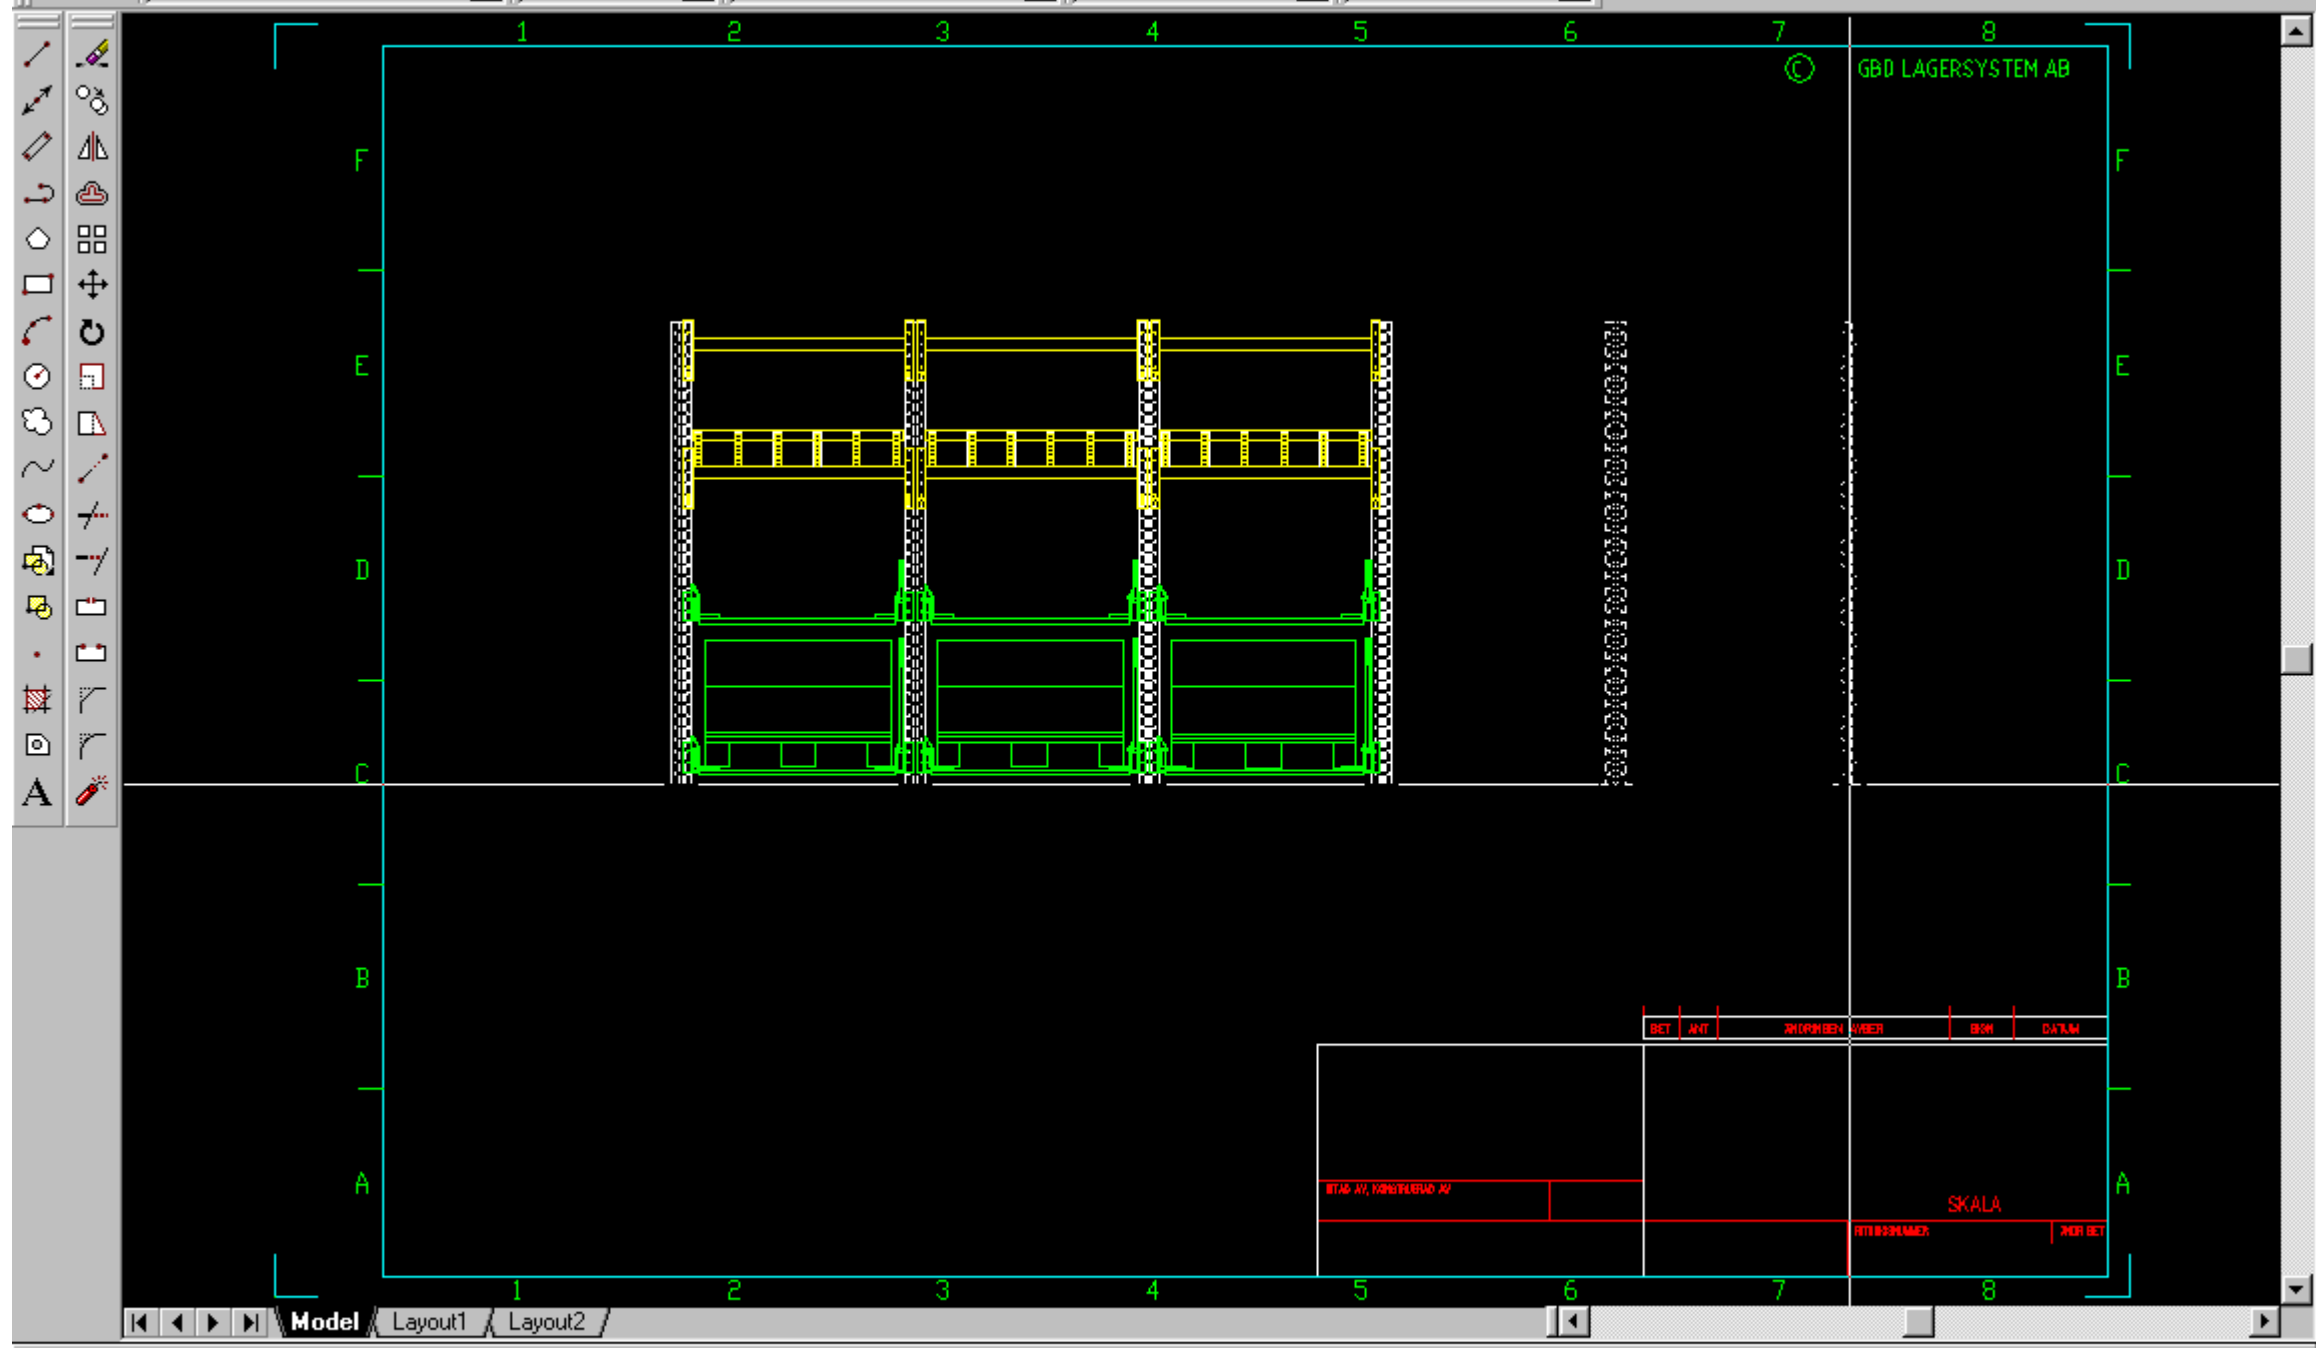 1 2 3 4 5 6 7 8
© GBD LAGERSYSTEM AB
F F
E E
D D
C C
B B
BET ANT DATUM
A A
SKALA
1 2 3 4 5 6 7 8
Model Layout1 Layout2
A